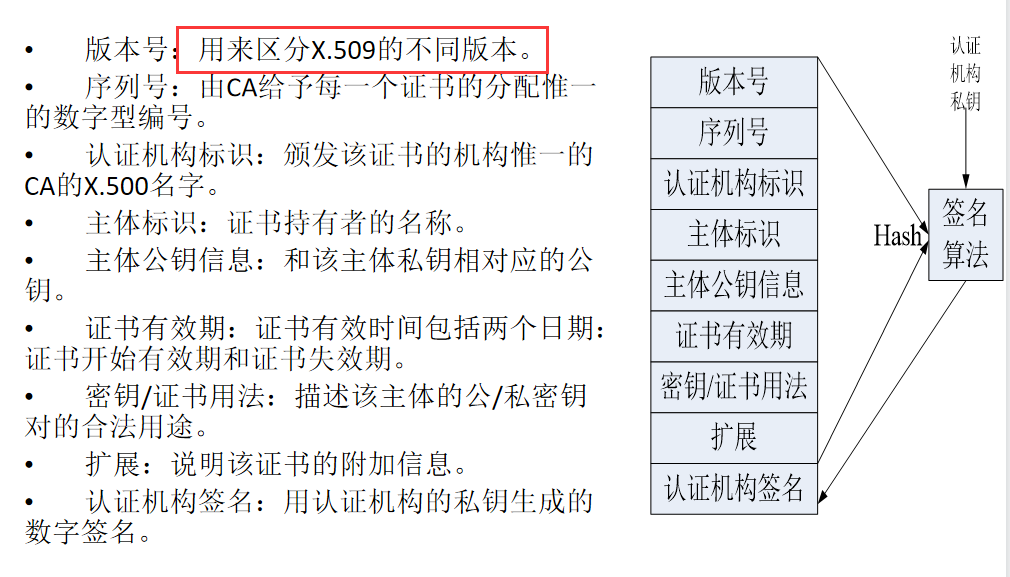 • 版本号：用来区分X.509的不同版本。
• 序列号：由CA给予每一个证书的分配惟一
的数字型编号。
• 认证机构标识：颁发该证书的机构惟一的
CA的X.500名字。
• 主体标识：证书持有者的名称。
• 主体公钥信息：和该主体私钥相对应的公
钥。
• 证书有效期：证书有效时间包括两个日期：
证书开始有效期和证书失效期。
• 密钥/证书用法：描述该主体的公/私密钥
对的合法用途。
• 扩展：说明该证书的附加信息。
• 认证机构签名：用认证机构的私钥生成的
数字签名。
版本号
序列号
认证机构标识
主体标识
主体公钥信息
证书有效期
密钥/证书用法
扩展
认证机构签名
认证
机构
私钥
Hash
签名
算法